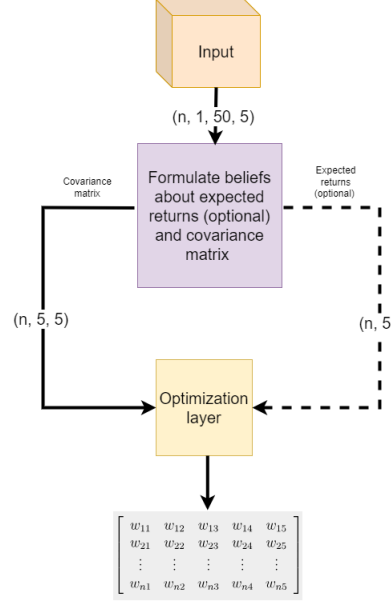 Input
(n, 1, 50, 5)
Covariance
matrix
Formulate beliefs
about expected
returns (optional)
and covariance
matrix
Expected
returns
(optional)
(n, 5, 5)
(n, 5
Optimization
layer
w₁₁ w₁₂ w₁₃ w₁₄ w₁₅
w₂₁ w₂₂ w₂₃ w₂₄ w₂₅
⋮ ⋮ ⋮ ⋮ ⋮
wₙ₁ wₙ₂ wₙ₃ wₙ₄ wₙ₅